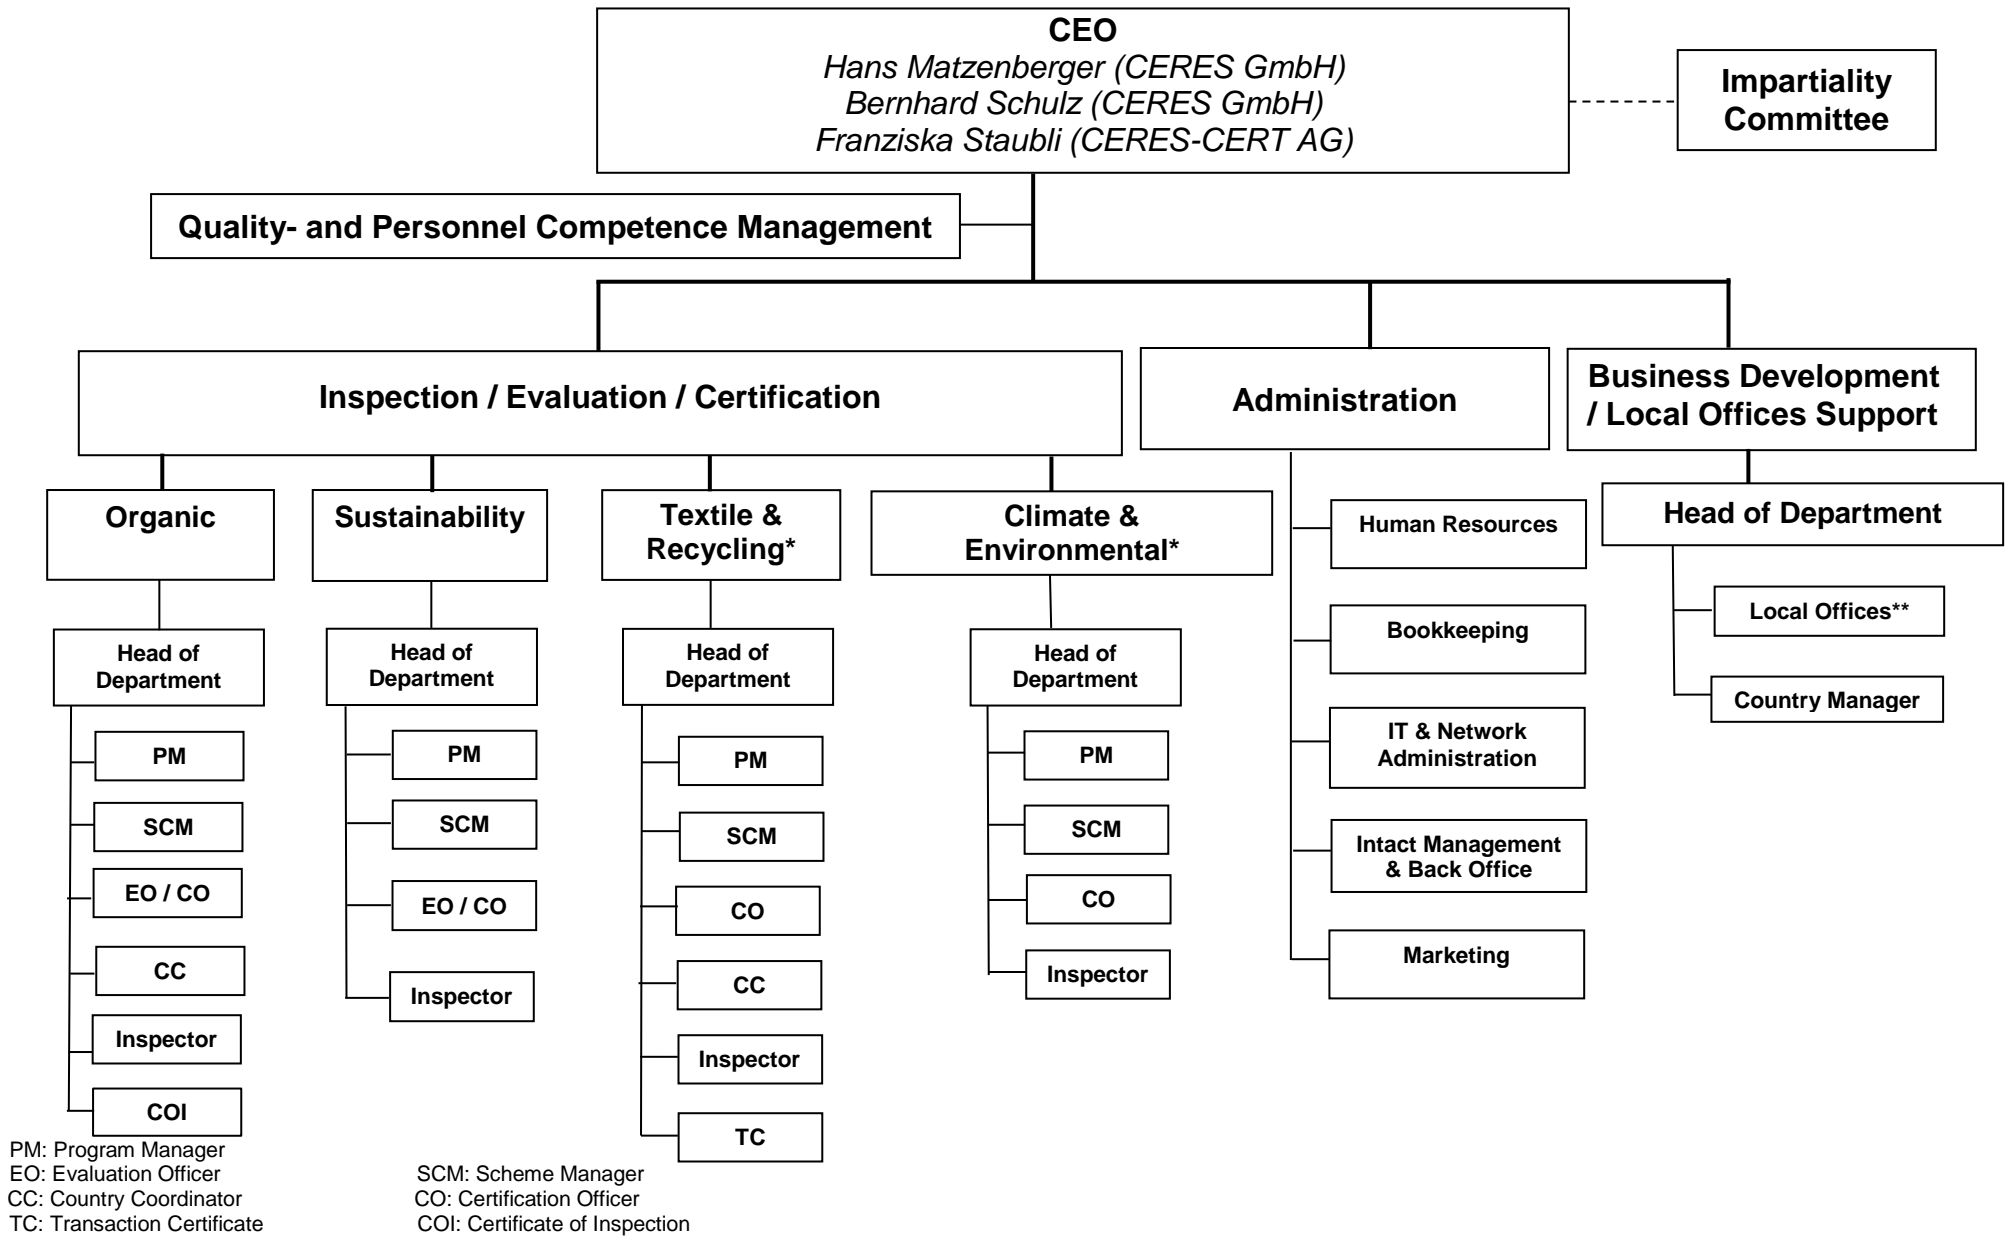 CEO
Hans Matzenberger (CERES GmbH)
Bernhard Schulz (CERES GmbH)
Franziska Staubli (CERES-CERT AG)
Impartiality
Committee
Quality- and Personnel Competence Management
Inspection / Evaluation / Certification
Administration
Business Development
/ Local Offices Support
Organic
Sustainability
Textile &
Recycling*
Climate &
Environmental*
Head of
Department
PM
SCM
EO / CO
CC
Inspector
COI
Head of
Department
PM
SCM
EO / CO
Inspector
Head of
Department
PM
SCM
CO
CC
Inspector
TC
Head of
Department
PM
SCM
CO
Inspector
Human Resources
Bookkeeping
IT & Network
Administration
Intact Management
& Back Office
Marketing
Head of Department
Local Offices**
Country Manager
PM: Program Manager
EO: Evaluation Officer
CC: Country Coordinator
TC: Transaction Certificate
SCM: Scheme Manager
CO: Certification Officer
COI: Certificate of Inspection